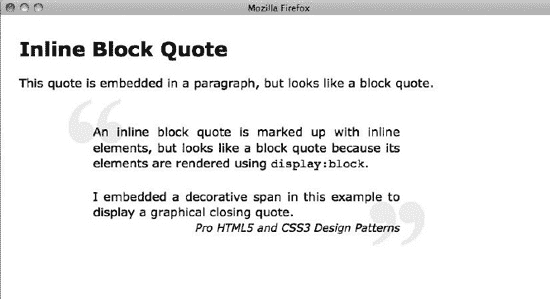 Mozilla Firefox
Inline Block Quote
This quote is embedded in a paragraph, but looks like a block quote.
“
An inline block quote is marked up with inline
elements, but looks like a block quote because its
elements are rendered using display:block.
I embedded a decorative span in this example to
display a graphical closing quote.
Pro HTML5 and CSS3 Design Patterns
”